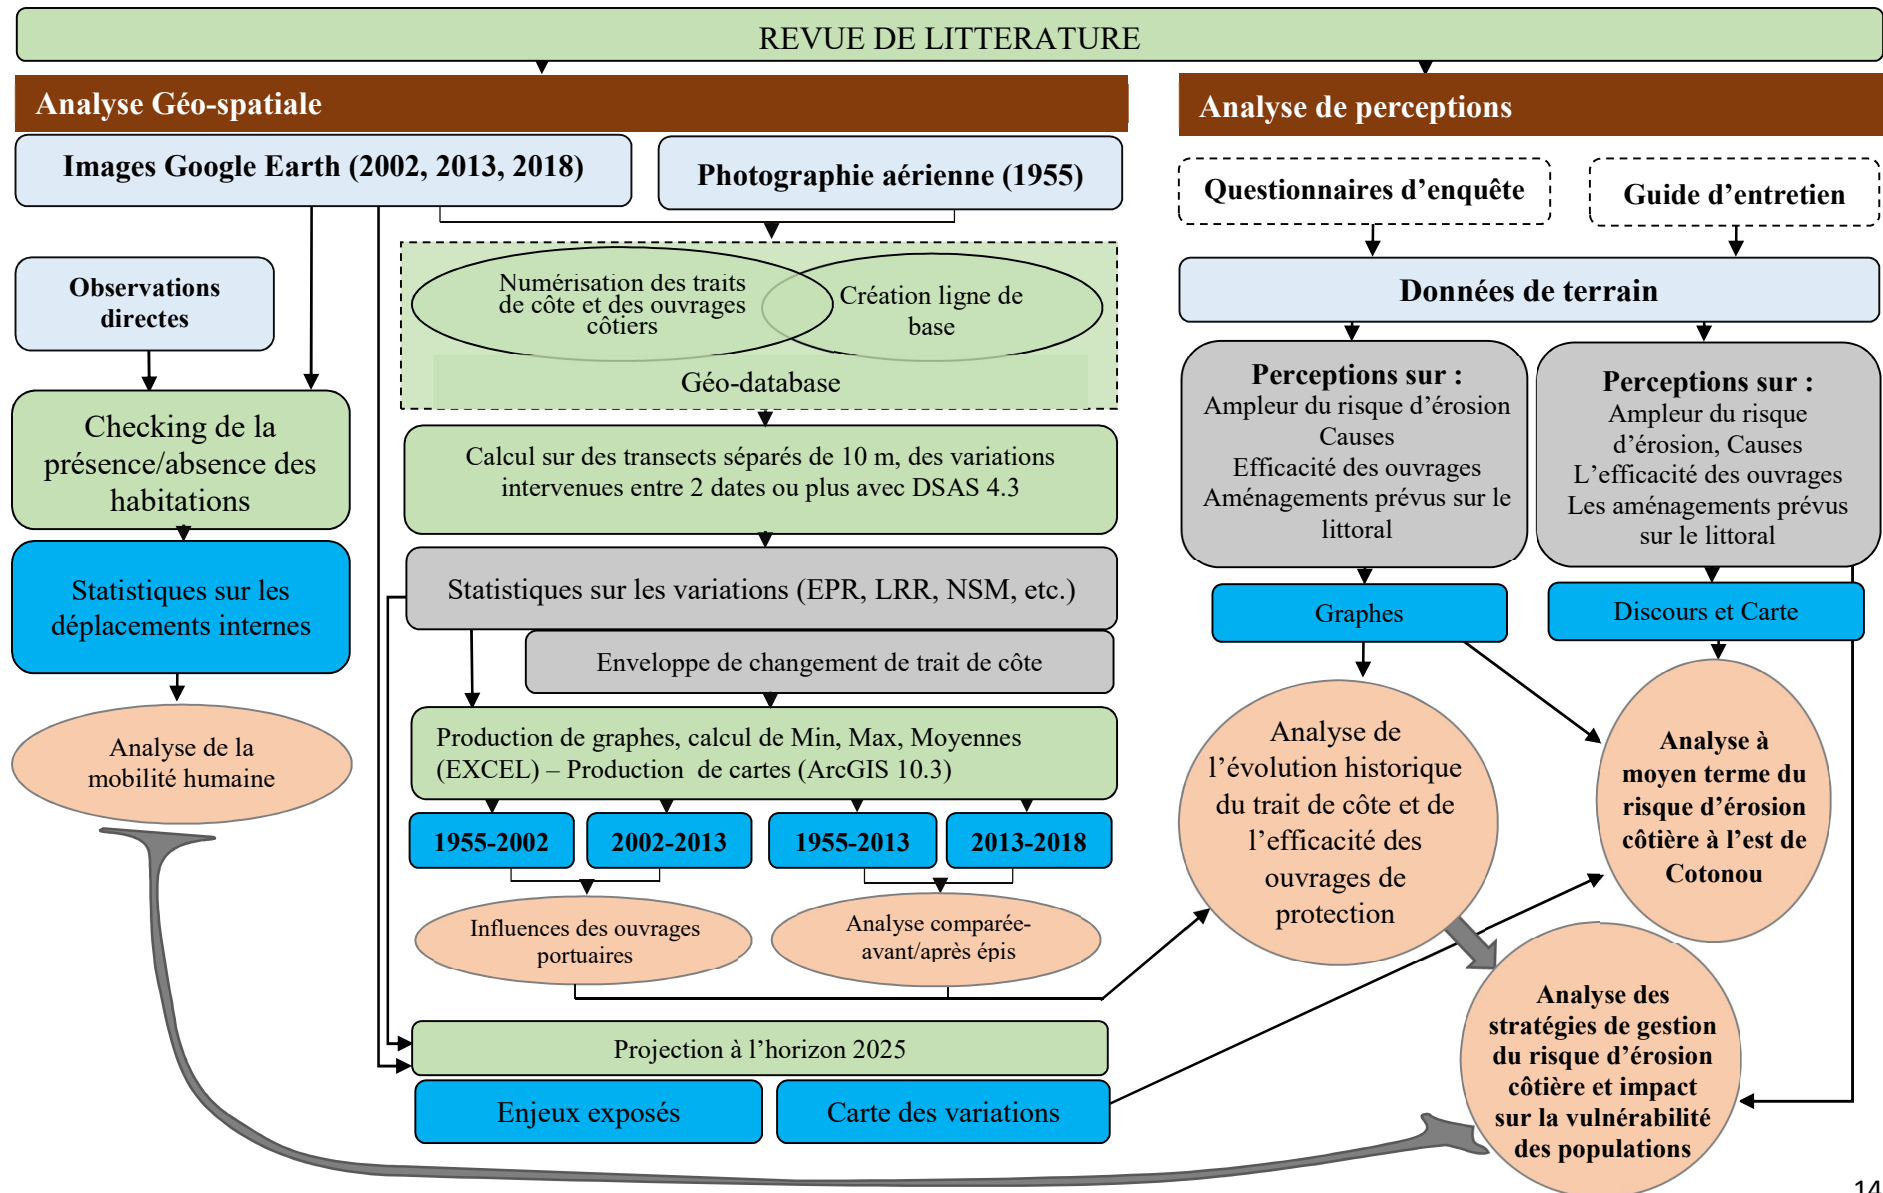 REVUE DE LITTERATURE
Analyse Géo-spatiale
Images Google Earth (2002, 2013, 2018)
Photographie aérienne (1955)
Observations
directes
Numérisation des traits
de côte et des ouvrages
côtiers
Création ligne de
base
Géo-database
Checking de la
présence/absence des
habitations
Calcul sur des transects séparés de 10 m, des variations
intervenues entre 2 dates ou plus avec DSAS 4.3
Statistiques sur les
déplacements internes
Statistiques sur les variations (EPR, LRR, NSM, etc.)
Enveloppe de changement de trait de côte
Analyse de la
mobilité humaine
Production de graphes, calcul de Min, Max, Moyennes
(EXCEL) – Production de cartes (ArcGIS 10.3)
1955-2002
2002-2013
1955-2013
2013-2018
Influences des ouvrages
portuaires
Analyse comparée-
avant/après épis
Projection à l’horizon 2025
Enjeux exposés
Carte des variations
Analyse de perceptions
Questionnaires d’enquête
Guide d’entretien
Données de terrain
Perceptions sur :
Ampleur du risque d’érosion
Causes
Efficacité des ouvrages
Aménagements prévus sur le
littoral
Perceptions sur :
Ampleur du risque
d’érosion, Causes
L’efficacité des ouvrages
Les aménagements prévus
sur le littoral
Graphes
Discours et Carte
Analyse de
l’évolution historique
du trait de côte et de
l’efficacité des
ouvrages de
protection
Analyse à
moyen terme du
risque d’érosion
côtière à l’est de
Cotonou
Analyse des
stratégies de gestion
du risque d’érosion
côtière et impact
sur la vulnérabilité
des populations
14